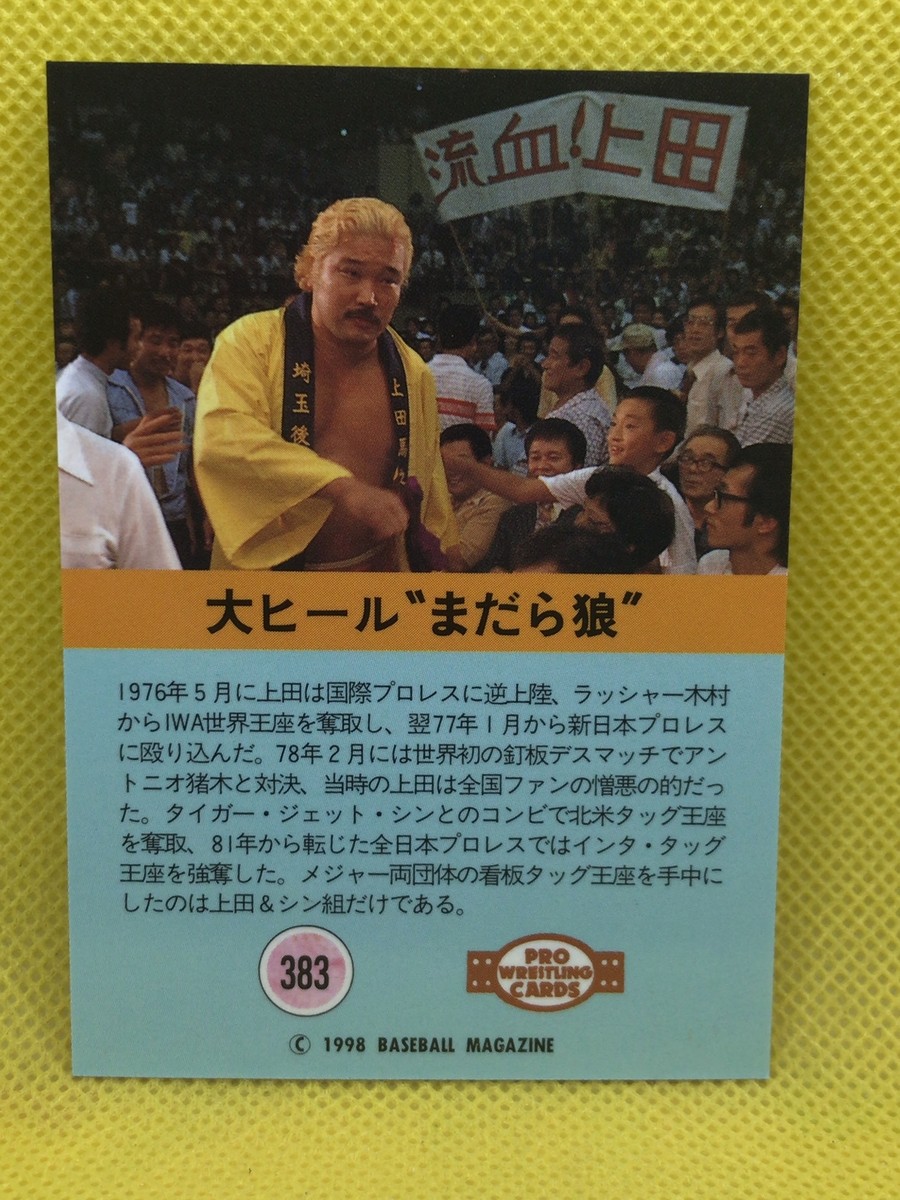 流血!上田
埼玉後
上田馬
大ヒール〝まだら狼〟
1976年5月に上田は国際プロレスに逆上陸、ラッシャー木村
からIWA世界王座を奪取し、翌77年1月から新日本プロレス
に殴り込んだ。78年2月には世界初の釘板デスマッチでアン
トニオ猪木と対決、当時の上田は全国ファンの憎悪の的だっ
た。タイガー・ジェット・シンとのコンビで北米タッグ王座
を奪取、81年から転じた全日本プロレスではインタ・タッグ
王座を強奪した。メジャー両団体の看板タッグ王座を手中に
したのは上田&シン組だけである。
383
PRO
WRESTLING
CARDS
© 1998 BASEBALL MAGAZINE